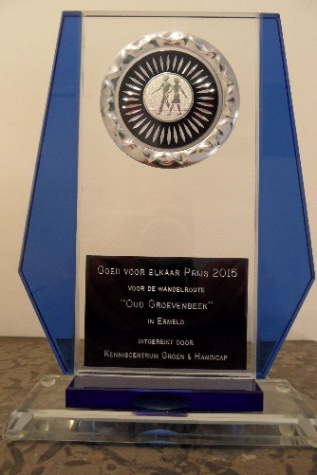 GOED VOOR ELKAAR PRIJS 2015
VOOR DE WANDELROUTE
"OUD GROEVENBEEK"
IN ERMELO
UITGEREIKT DOOR
KENNISCENTRUM GROEN & HANDICAP